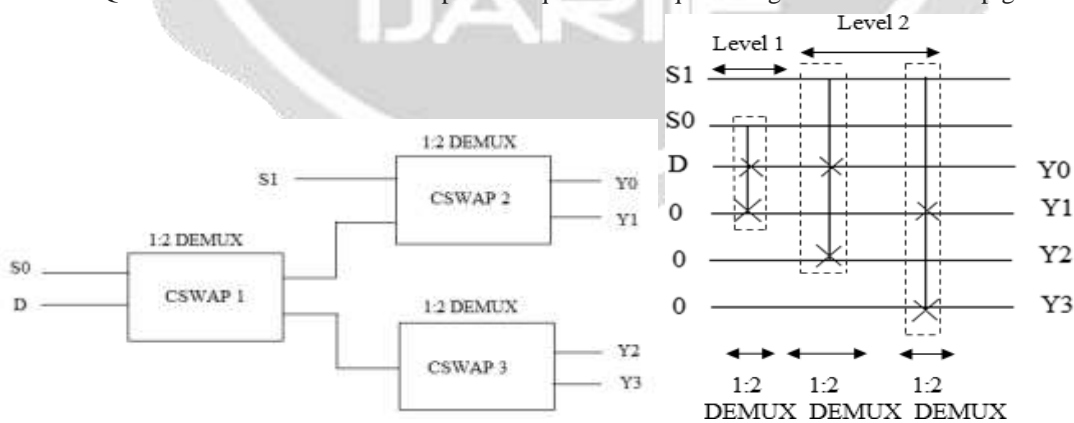 IJARIE
Level 2
Level 1
S1
S0
D
0
0
0
Y0
Y1
Y2
Y3
1:2
DEMUX
1:2
DEMUX
1:2
DEMUX
1:2 DEMUX
S1
CSWAP 2
Y0
Y1
1:2 DEMUX
S0
D
CSWAP 1
1:2 DEMUX
CSWAP 3
Y2
Y3